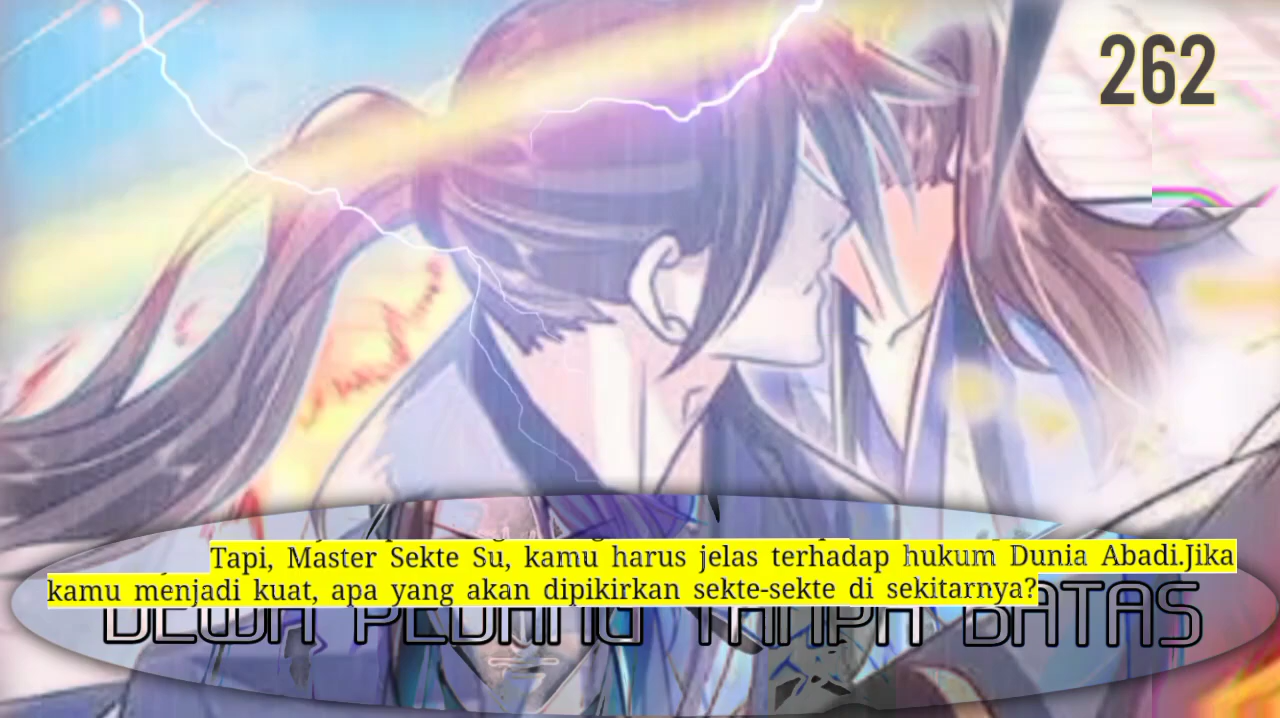 262
Tapi, Master Sekte Su, kamu harus jelas terhadap hukum Dunia Abadi.Jika
kamu menjadi kuat, apa yang akan dipikirkan sekte-sekte di sekitarnya?
DEWA PEDANG TANPA BATAS